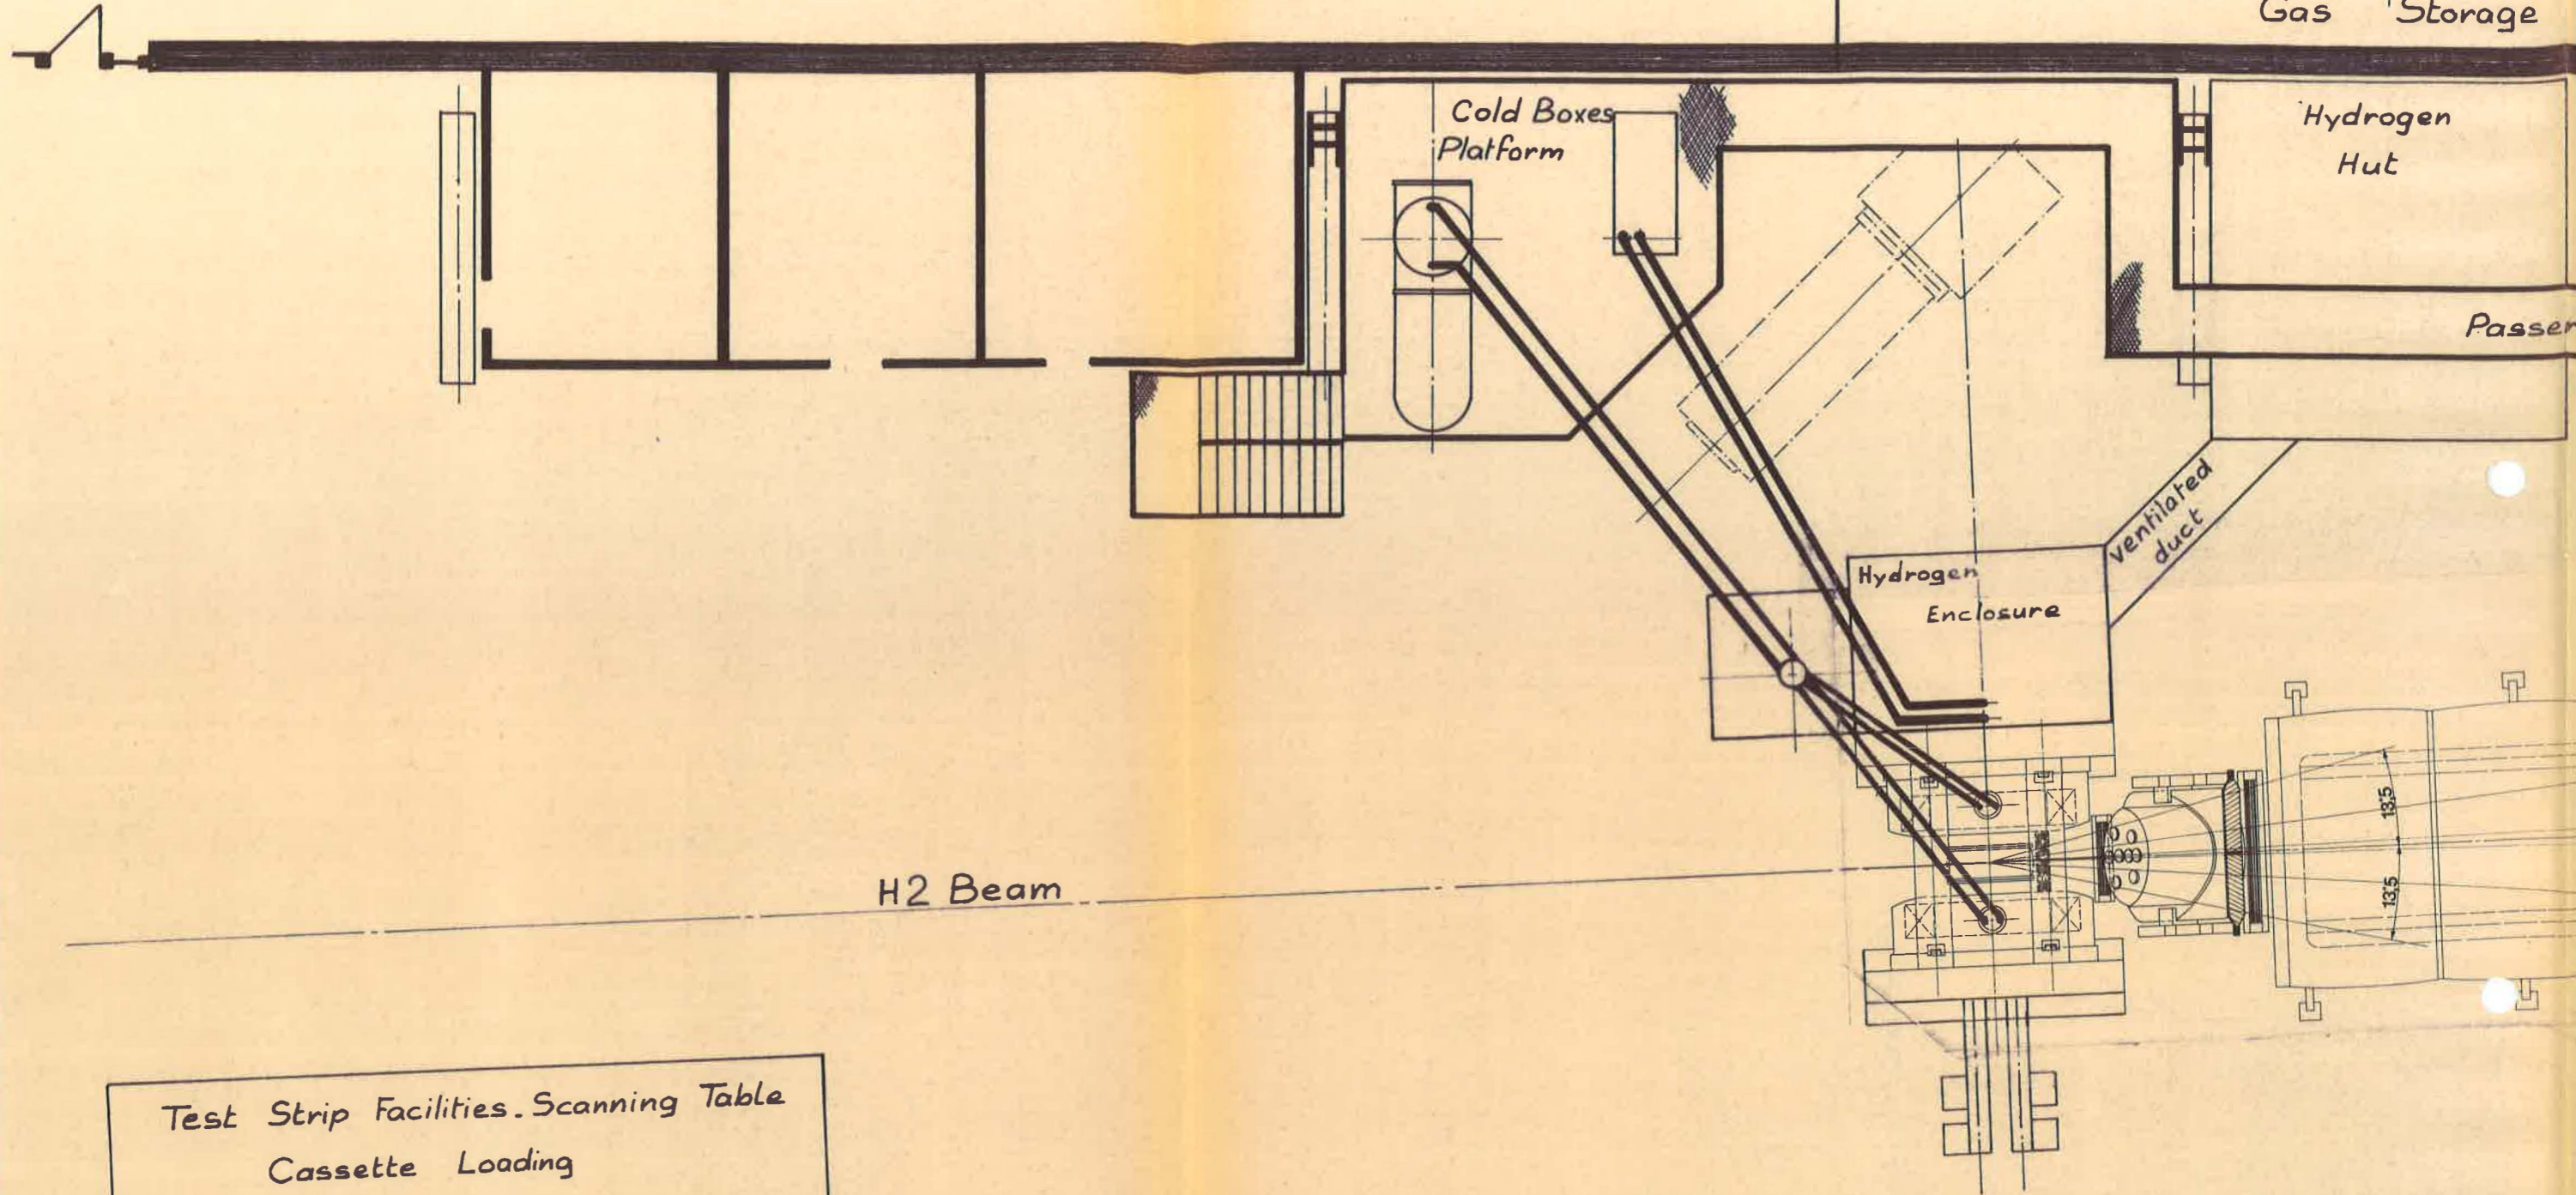 Gas Storage
Cold Boxes
Platform
Hydrogen
Hut
ventilated
duct
Hydrogen
Enclosure
13,5
13,5
H2 Beam
Test Strip Facilities. Scanning Table
Cassette Loading